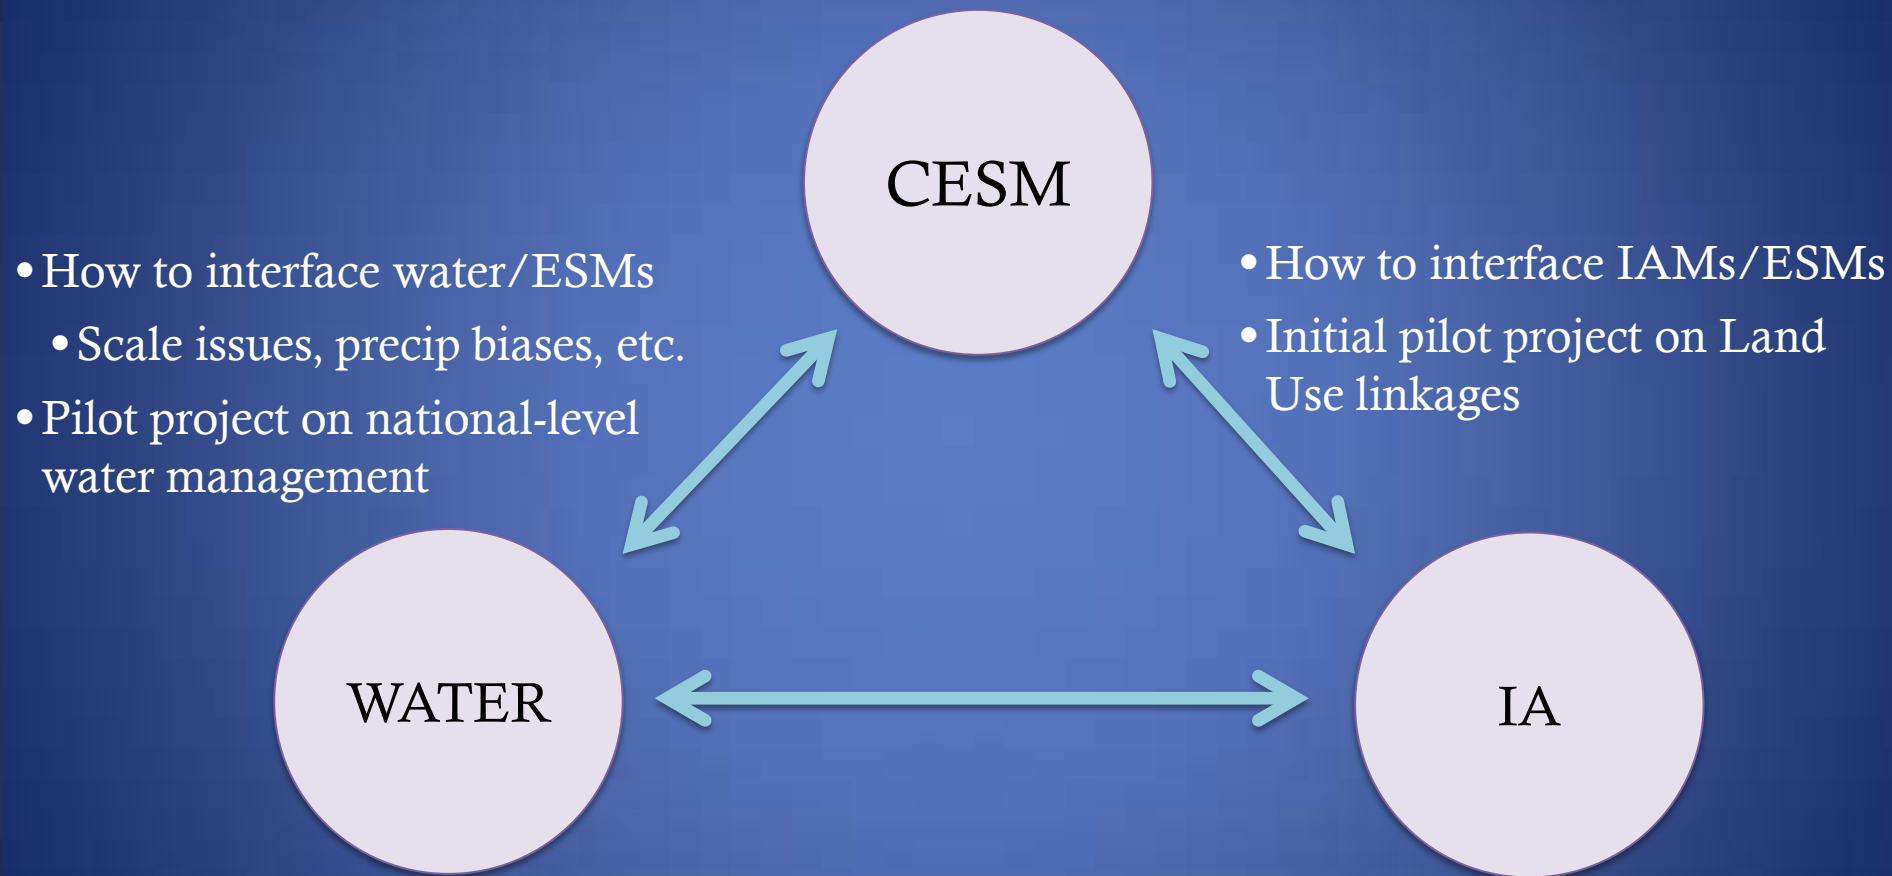 CESM
• How to interface water/ESMs
• Scale issues, precip biases, etc.
• Pilot project on national-level
water management
• How to interface IAMs/ESMs
• Initial pilot project on Land
Use linkages
WATER
IA